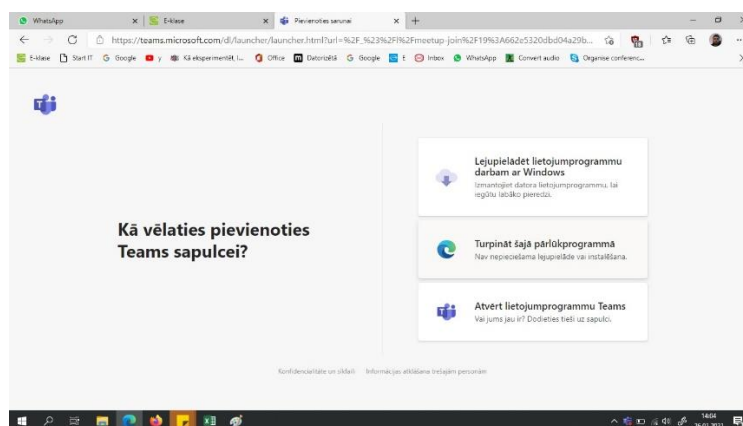 WhatsApp
E-klase
Pievienoties sarunai
https://teams.microsoft.com/dl/launcher/launcher.html?url=%2F_%23%2Fl%2Fmeetup-join%2F19%3A662e5320dbd04a29b...
E-klase Start IT Google y Kā eksperimentēt, i... Office Datorizētā Google E Inbox WhatsApp Convert audio Organise conferenc...
Kā vēlaties pievienoties
Teams sapulcei?
Lejupielādēt lietojumprogrammu
darbam ar Windows
Izmantojiet datora lietojumprogrammu, lai
iegūtu labāko pieredzi.
Turpināt šajā pārlūkprogrammā
Nav nepieciešama lejupielāde vai instalēšana.
Atvērt lietojumprogrammu Teams
Vai jums jau ir? Dodieties tieši uz sapulci.
Konfidencialitāte un sīkfaili Informācijas atklāšana trešajām personām
14:04